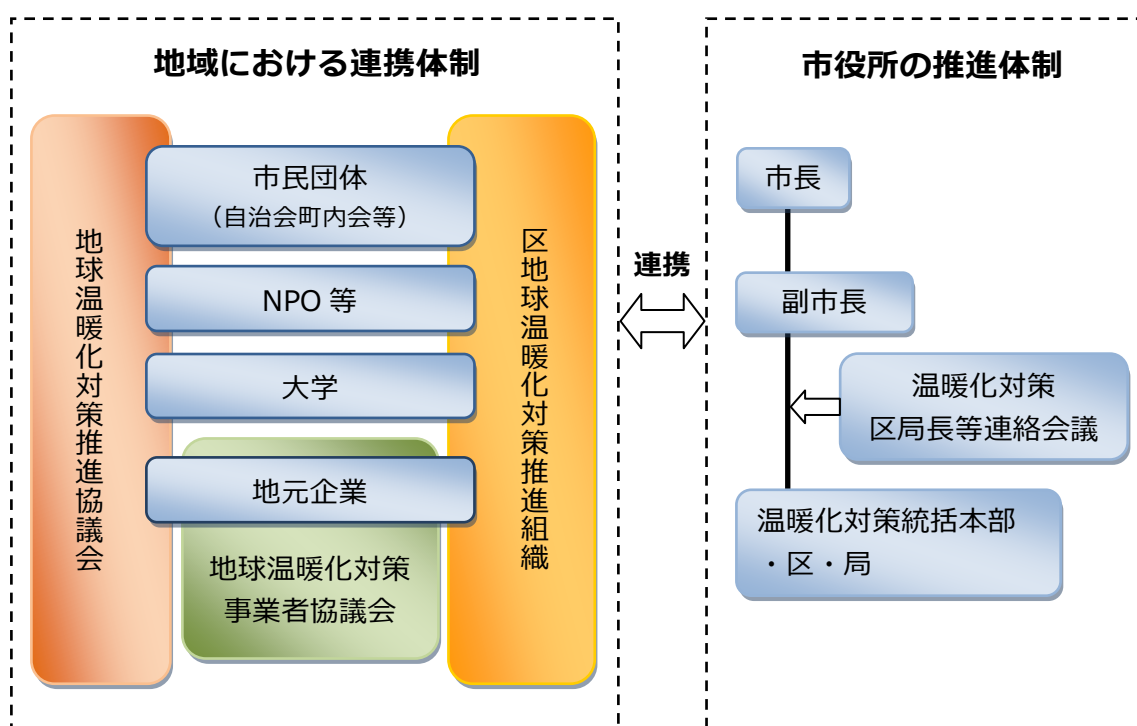 地域における連携体制
地球温暖化対策推進協議会
市民団体
（自治会町内会等）
NPO 等
大学
地元企業
地球温暖化対策
事業者協議会
区地球温暖化対策推進組織
連携
市役所の推進体制
市長
副市長
温暖化対策
区局長等連絡会議
温暖化対策統括本部
・区・局